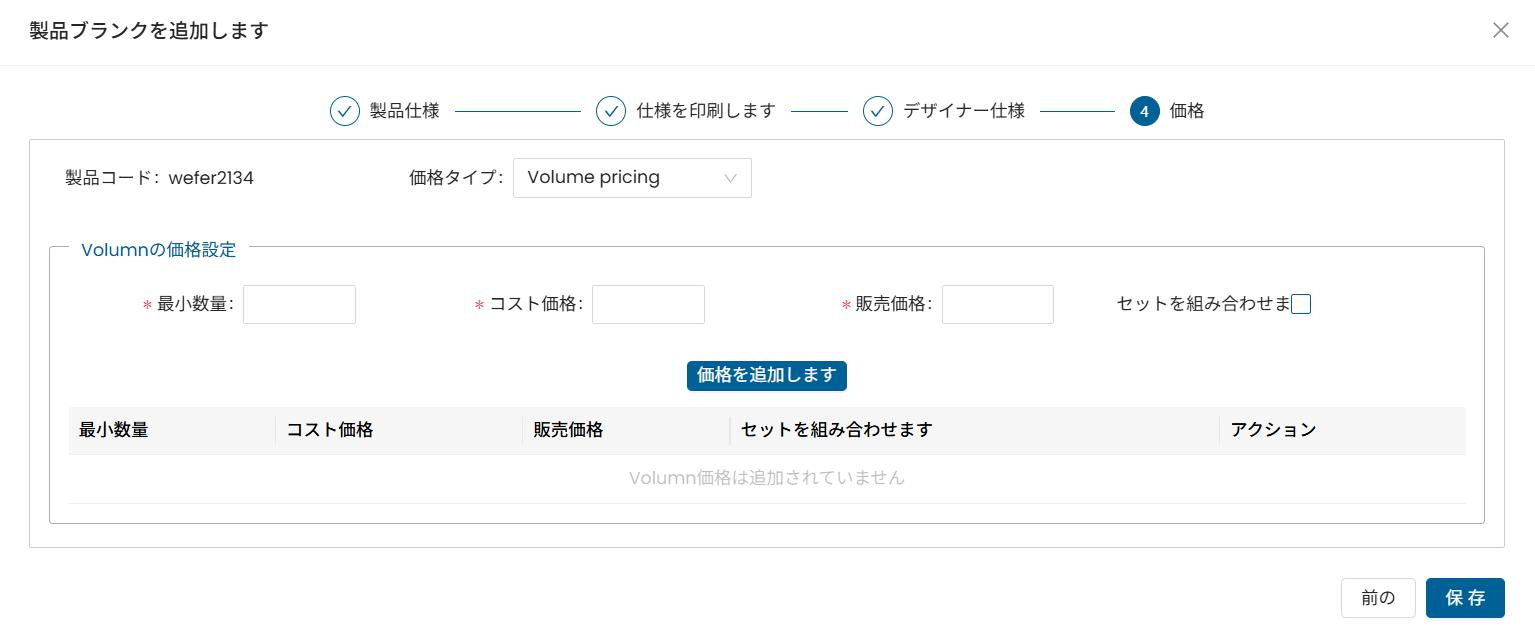 製品ブランクを追加します
製品仕様 仕様を印刷します デザイナー仕様 4 価格
製品コード: wefer2134 価格タイプ: Volume pricing
Volumnの価格設定
* 最小数量: * コスト価格: * 販売価格: セットを組み合わせま
価格を追加します
最小数量 コスト価格 販売価格 セットを組み合わせます アクション
Volumn価格は追加されていません
前の 保存